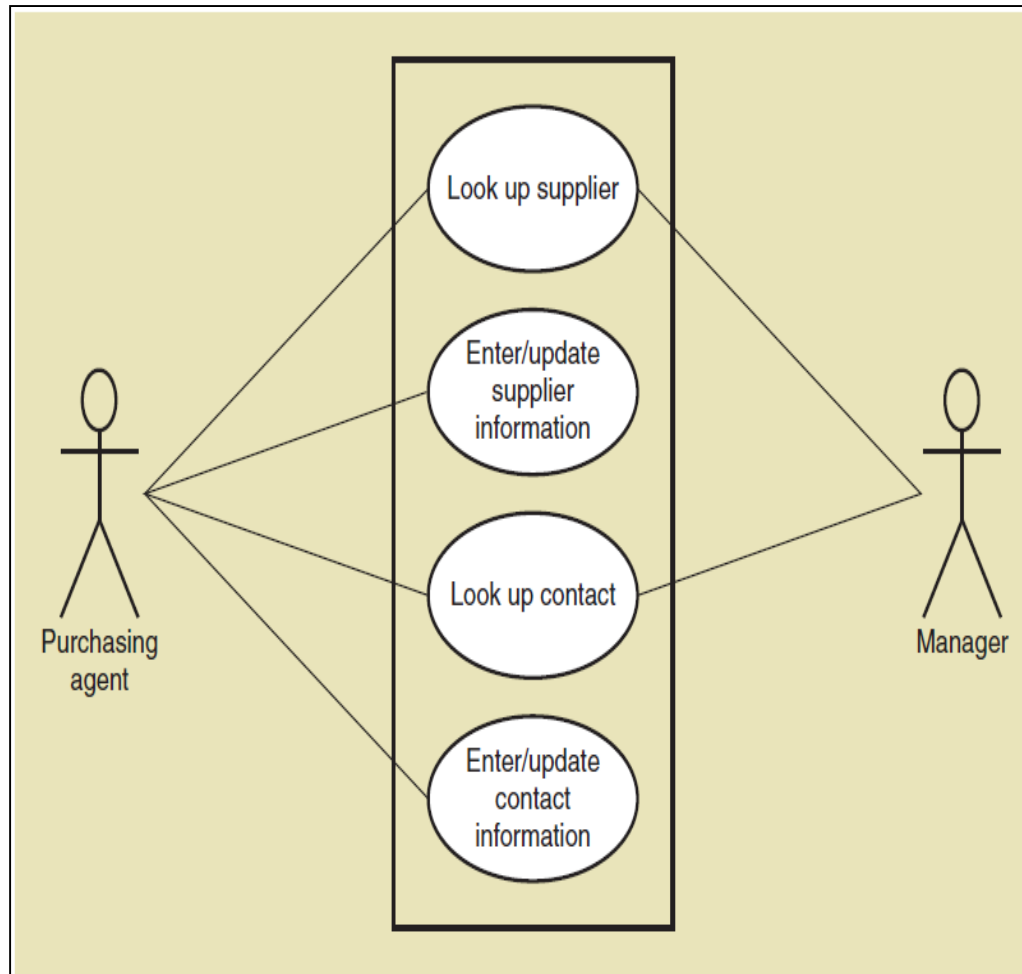 Look up supplier
Enter/update
supplier
information
Look up contact
Purchasing
agent
Manager
Enter/update
contact
information